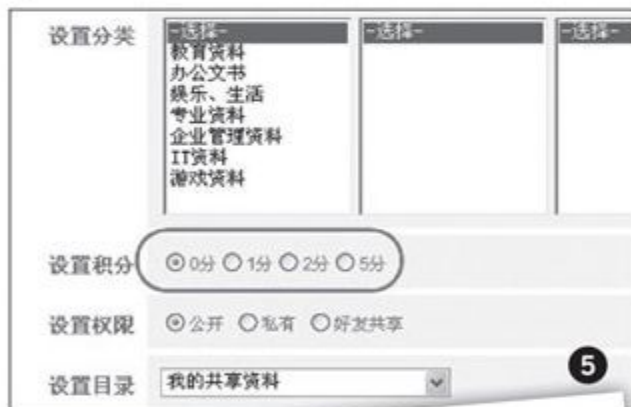 设置分类 -选择- -选择- -选择-
教育资料
办公文书
娱乐、生活
专业资料
企业管理资料
IT资料
游戏资料
设置积分 0分 1分 2分 5分
设置权限 公开 私有 好友共享
设置目录 我的共享资料
5